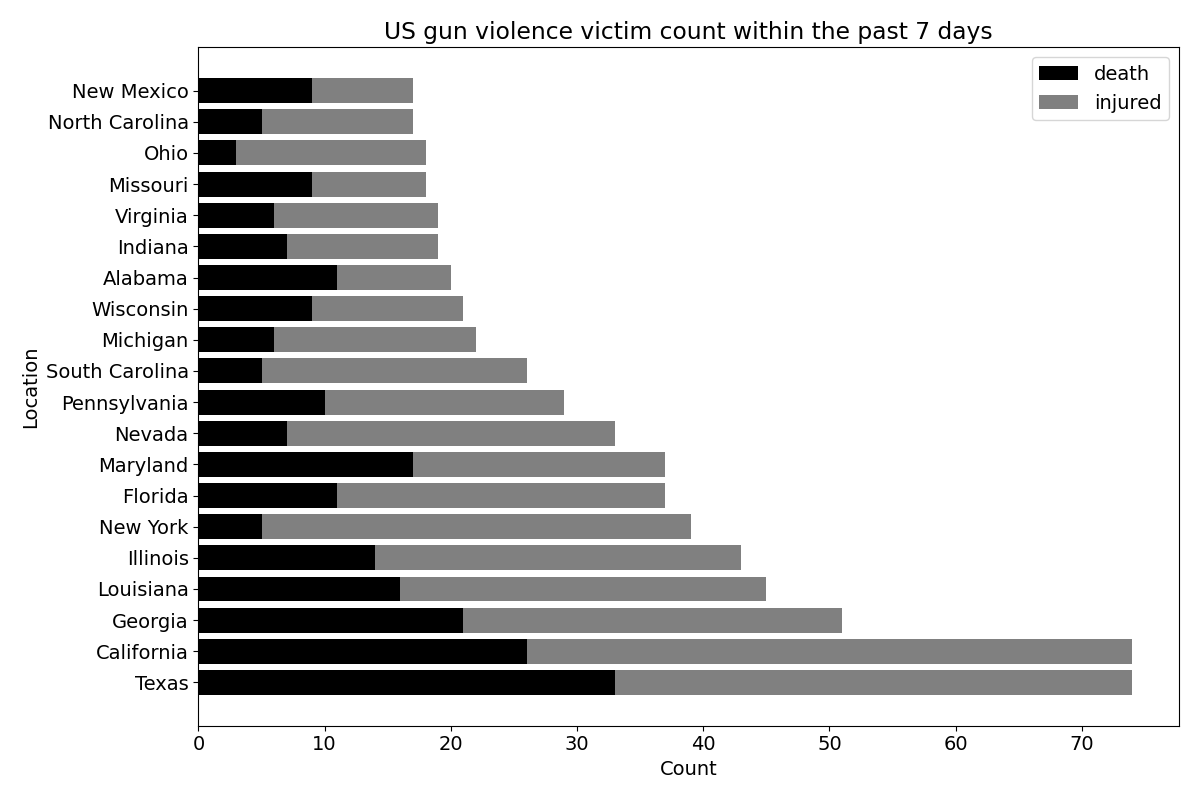 US gun violence victim count within the past 7 days
death
injured
New Mexico
North Carolina
Ohio
Missouri
Virginia
Indiana
Alabama
Wisconsin
Michigan
South Carolina
Pennsylvania
Nevada
Maryland
Florida
New York
Illinois
Louisiana
Georgia
California
Texas
Location
0 10 20 30 40 50 60 70
Count